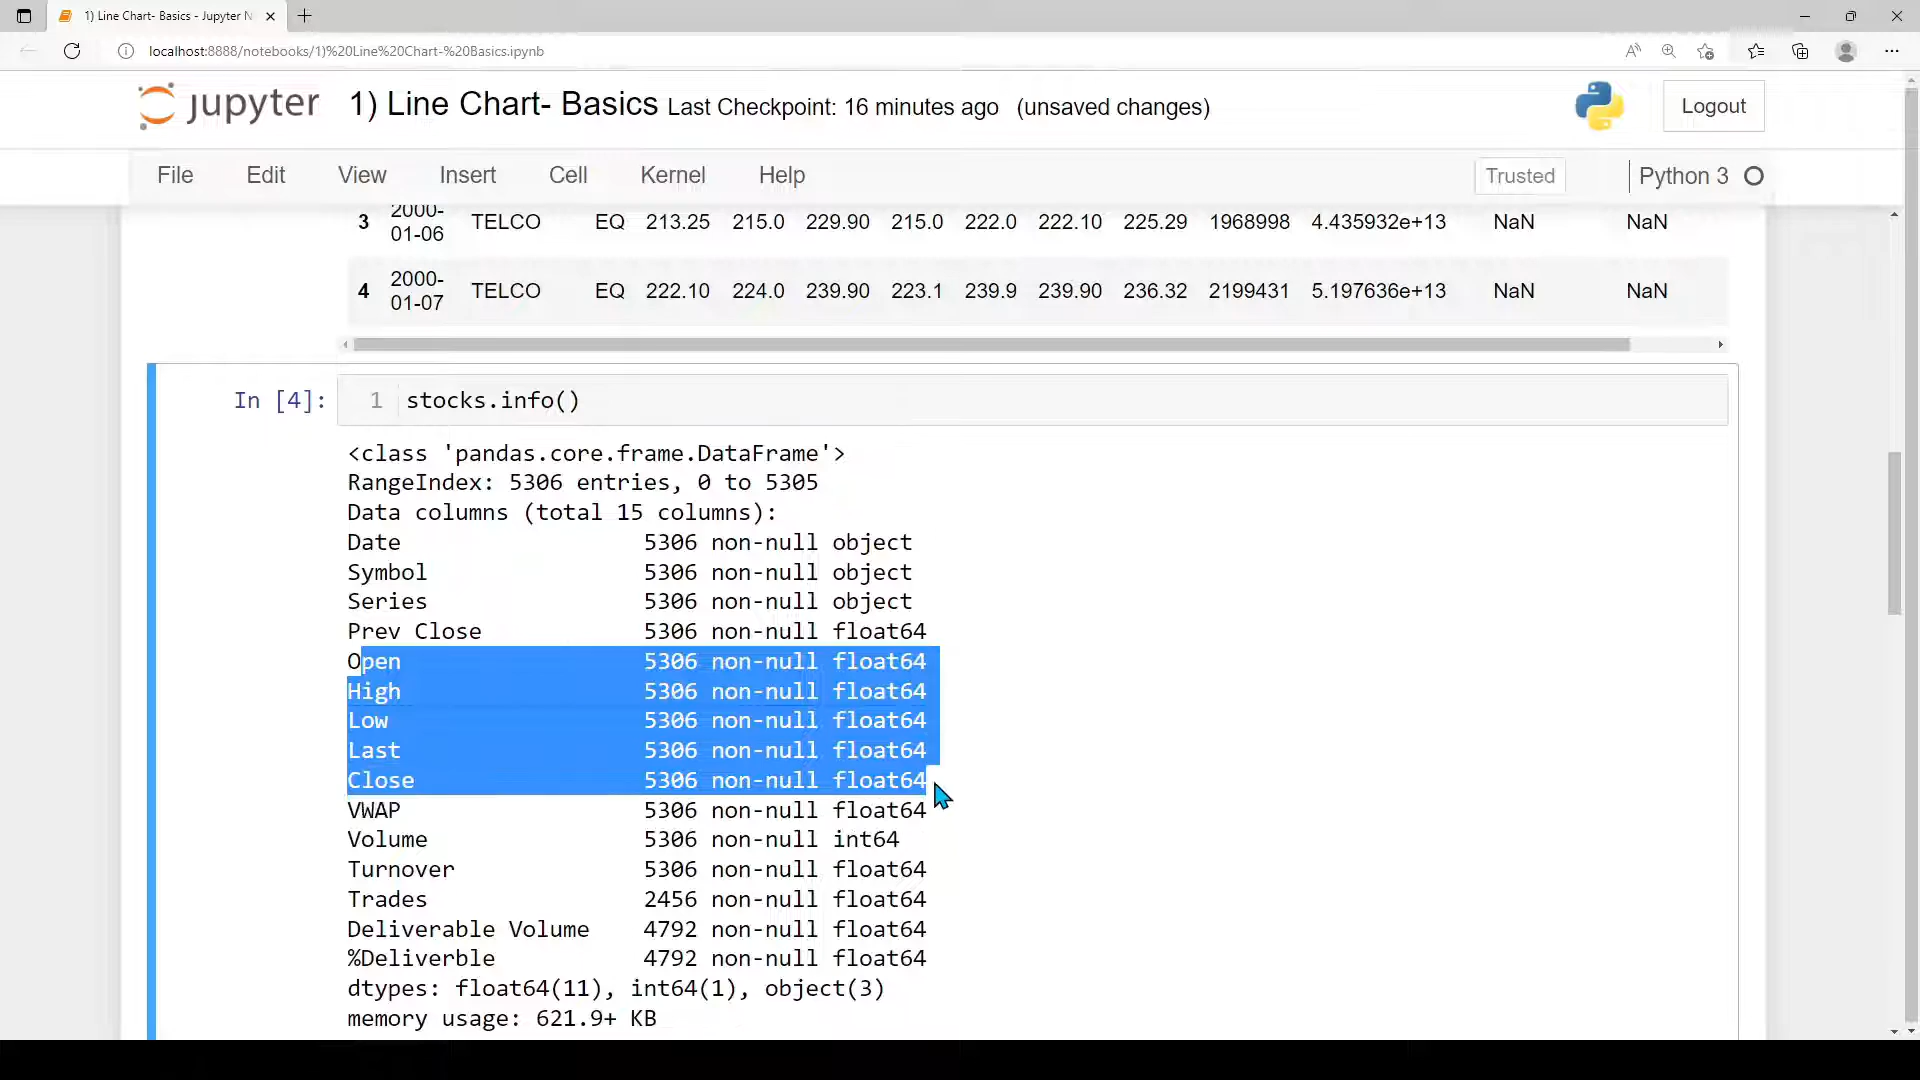 1) Line Chart- Basics - Jupyter N
localhost:8888/notebooks/1)%20Line%20Chart-%20Basics.ipynb
jupyter 1) Line Chart- Basics Last Checkpoint: 16 minutes ago (unsaved changes)
Logout
File Edit View Insert Cell Kernel Help Trusted Python 3
3 2000-01-06 TELCO EQ 213.25 215.0 229.90 215.0 222.0 222.10 225.29 1968998 4.435932e+13 NaN NaN
4 2000-01-07 TELCO EQ 222.10 224.0 239.90 223.1 239.9 239.90 236.32 2199431 5.197636e+13 NaN NaN
In [4]: 1 stocks.info()
<class 'pandas.core.frame.DataFrame'>
RangeIndex: 5306 entries, 0 to 5305
Data columns (total 15 columns):
Date 5306 non-null object
Symbol 5306 non-null object
Series 5306 non-null object
Prev Close 5306 non-null float64
Open 5306 non-null float64
High 5306 non-null float64
Low 5306 non-null float64
Last 5306 non-null float64
Close 5306 non-null float64
VWAP 5306 non-null float64
Volume 5306 non-null int64
Turnover 5306 non-null float64
Trades 2456 non-null float64
Deliverable Volume 4792 non-null float64
%Deliverble 4792 non-null float64
dtypes: float64(11), int64(1), object(3)
memory usage: 621.9+ KB